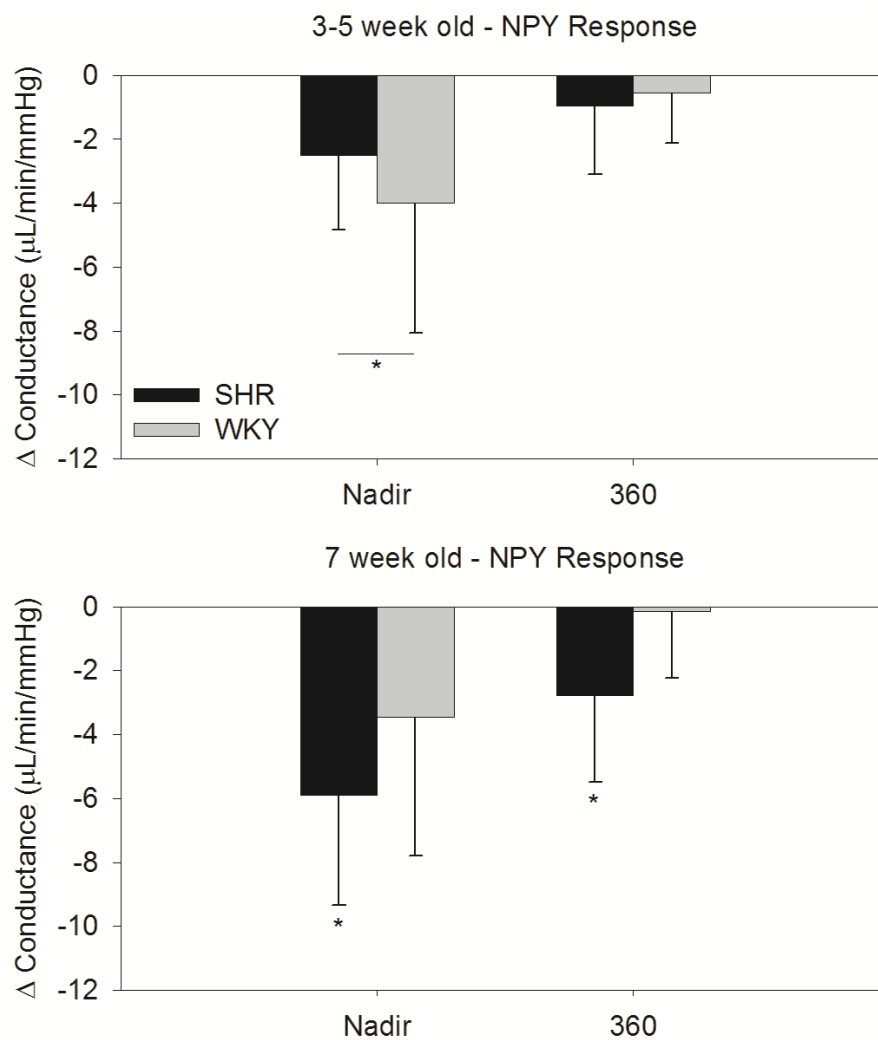 3-5 week old - NPY Response
0
-2
-4
-6
-8
-10
-12
Δ Conductance (μL/min/mmHg)
*
SHR
WKY
Nadir 360
7 week old - NPY Response
0
-2
-4
-6
-8
-10
-12
Δ Conductance (μL/min/mmHg)
*
*
Nadir 360